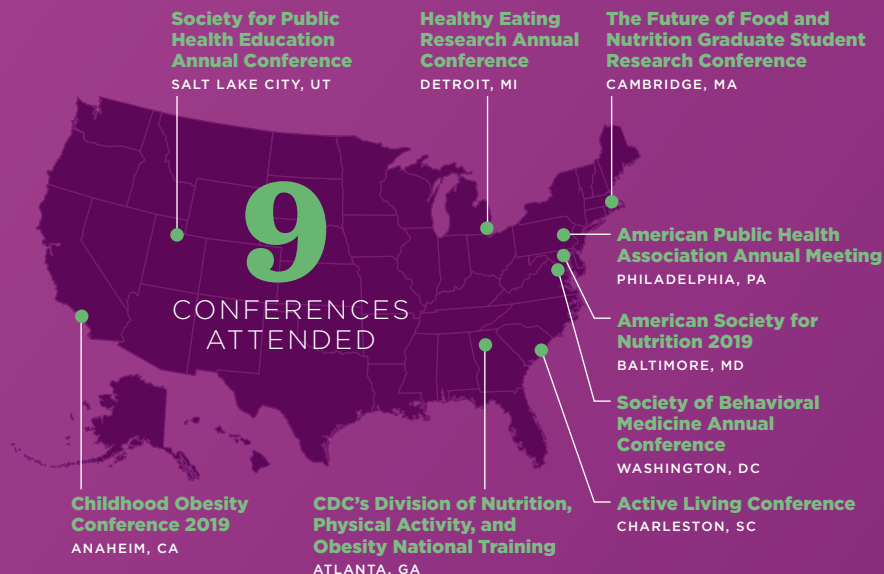 Society for Public
Health Education
Annual Conference
SALT LAKE CITY, UT
Healthy Eating
Research Annual
Conference
DETROIT, MI
The Future of Food and
Nutrition Graduate Student
Research Conference
CAMBRIDGE, MA
9
CONFERENCES
ATTENDED
American Public Health
Association Annual Meeting
PHILADELPHIA, PA
American Society for
Nutrition 2019
BALTIMORE, MD
Society of Behavioral
Medicine Annual
Conference
WASHINGTON, DC
Active Living Conference
CHARLESTON, SC
Childhood Obesity
Conference 2019
ANAHEIM, CA
CDC's Division of Nutrition,
Physical Activity, and
Obesity National Training
ATLANTA, GA